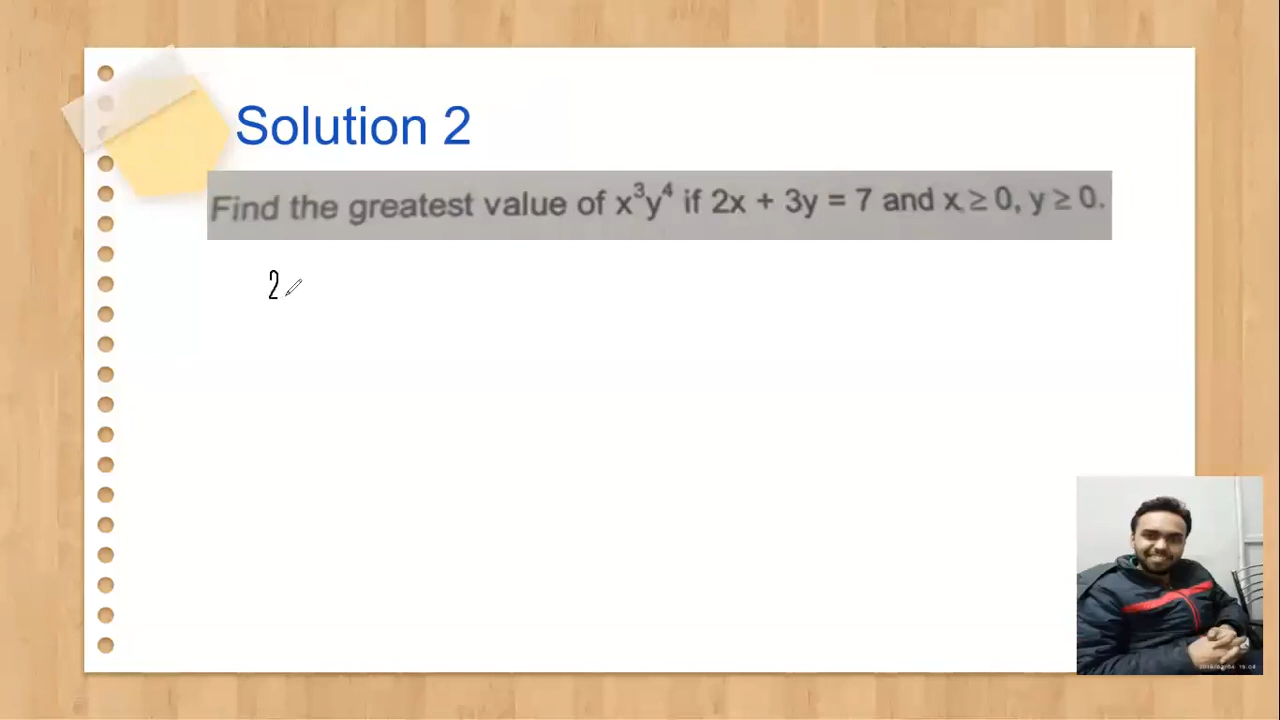 Solution 2
Find the greatest value of x³y⁴ if 2x + 3y = 7 and x ≥ 0, y ≥ 0.
2